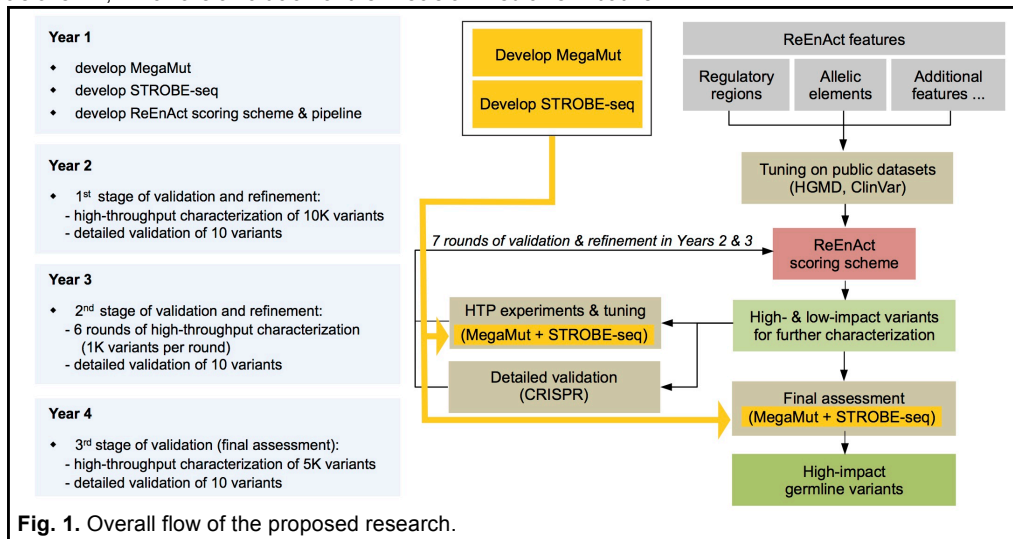 Year 1
◆ develop MegaMut
◆ develop STROBE-seq
◆ develop ReEnAct scoring scheme & pipeline
Year 2
◆ 1st stage of validation and refinement:
- high-throughput characterization of 10K variants
- detailed validation of 10 variants
Year 3
◆ 2nd stage of validation and refinement:
- 6 rounds of high-throughput characterization
(1K variants per round)
- detailed validation of 10 variants
Year 4
◆ 3rd stage of validation (final assessment):
- high-throughput characterization of 5K variants
- detailed validation of 10 variants
Develop MegaMut
Develop STROBE-seq
ReEnAct features
Regulatory
regions
Allelic
elements
Additional
features ...
Tuning on public datasets
(HGMD, ClinVar)
7 rounds of validation & refinement in Years 2 & 3
ReEnAct
scoring scheme
HTP experiments & tuning
(MegaMut + STROBE-seq)
High- & low-impact variants
for further characterization
Detailed validation
(CRISPR)
Final assessment
(MegaMut + STROBE-seq)
High-impact
germline variants
Fig. 1. Overall flow of the proposed research.